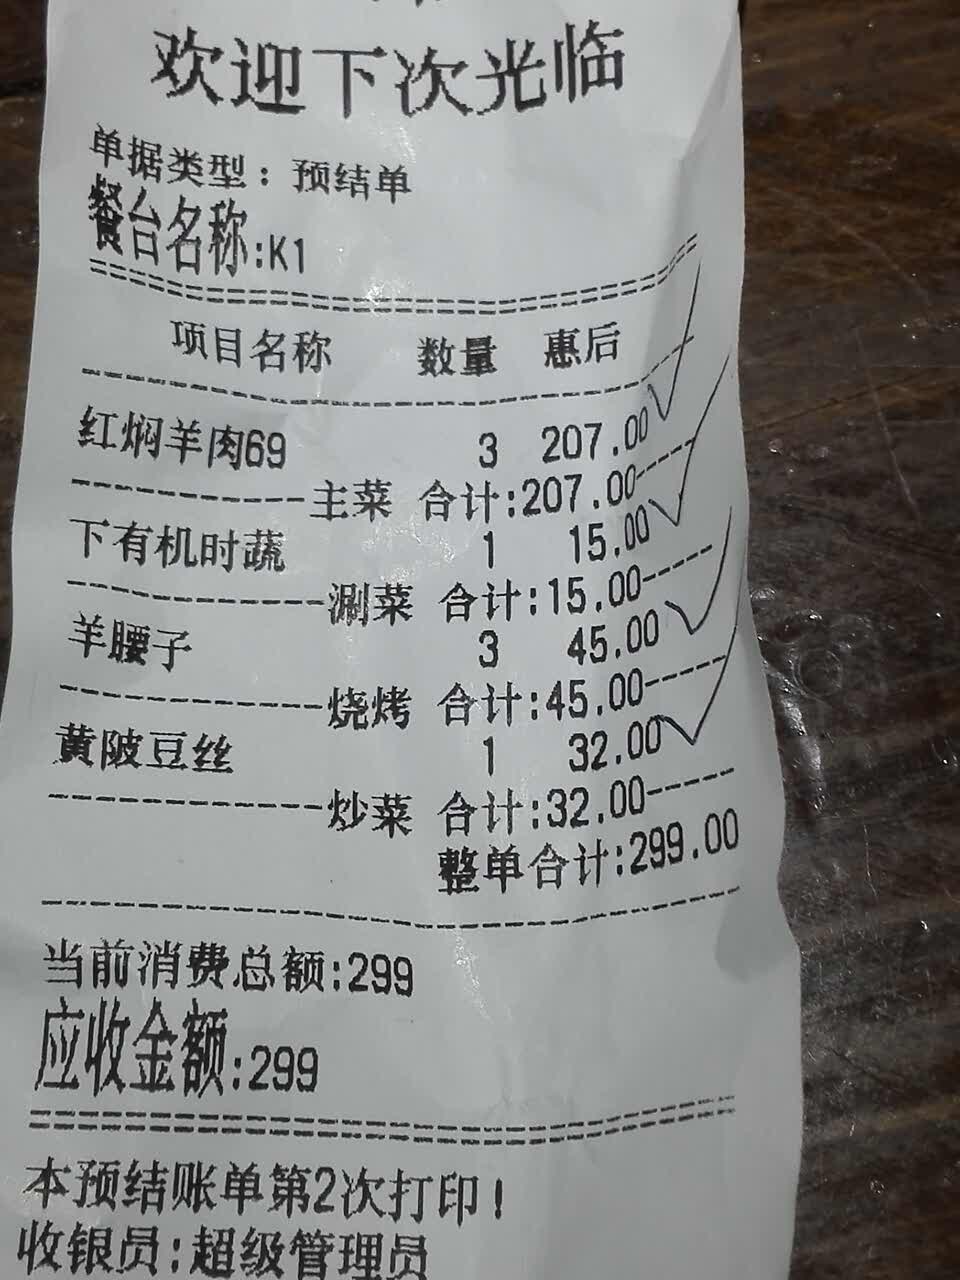 欢迎下次光临
单据类型：预结单
餐台名称:K1
项目名称 数量 惠后
红焖羊肉69 3 207.00
主菜 合计:207.00
下有机时蔬 1 15.00
涮菜 合计:15.00
羊腰子 3 45.00
烧烤 合计:45.00
黄陂豆丝 1 32.00
炒菜 合计:32.00
整单合计:299.00
当前消费总额:299
应收金额:299
本预结账单第2次打印!
收银员:超级管理员